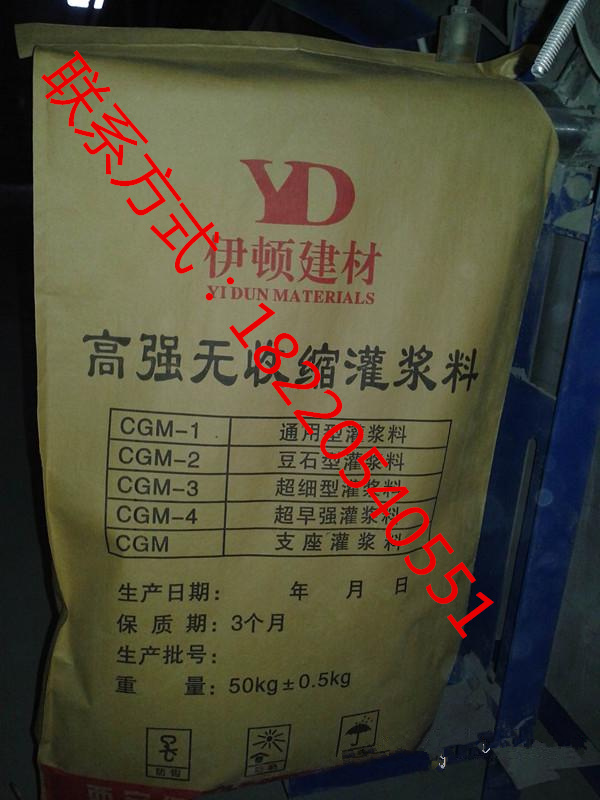 YD
伊顿建材
YI DUN MATERIALS
高强无收缩灌浆料
CGM-1 通用型灌浆料
CGM-2 豆石型灌浆料
CGM-3 超细型灌浆料
CGM-4 超早强灌浆料
CGM 支座灌浆料
生产日期: 年 月 日
保质期: 3个月
生产批号:
重量: 50kg±0.5kg
防钩
联系方式:18220540551